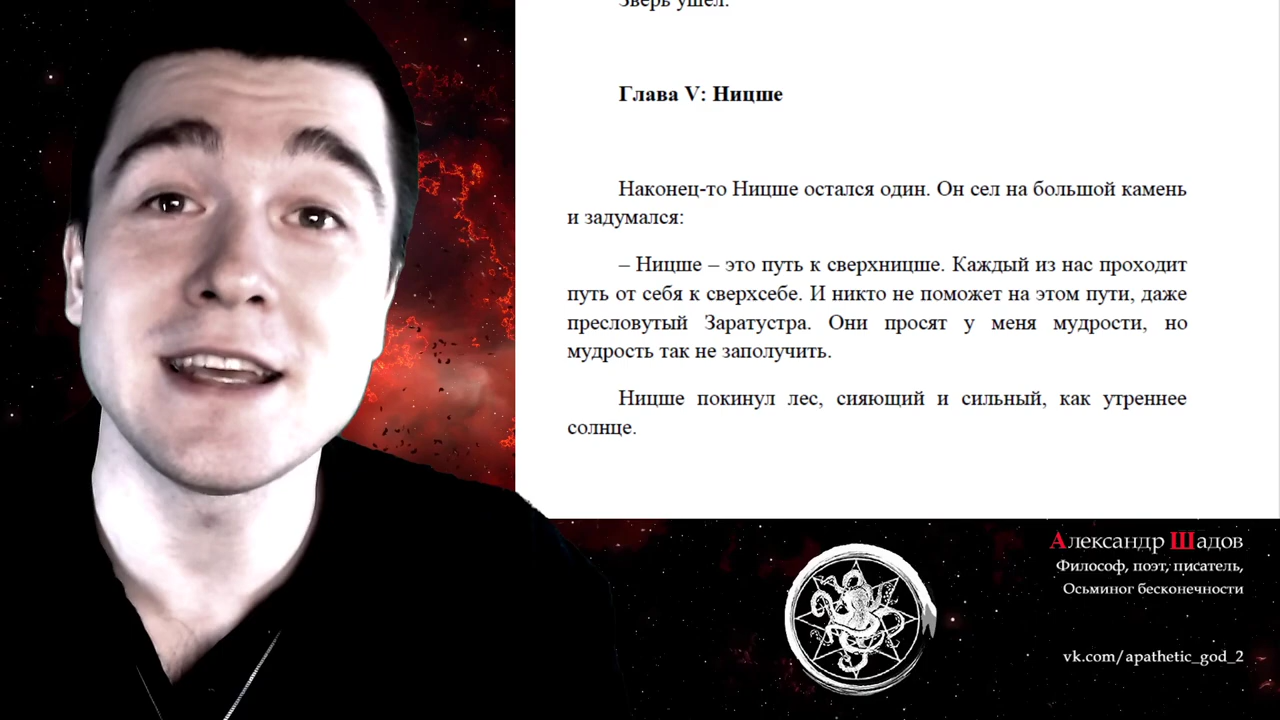 Зверь ушел.
Глава V: Ницше
Наконец-то Ницше остался один. Он сел на большой камень
и задумался:
– Ницше – это путь к сверхницше. Каждый из нас проходит
путь от себя к сверхсебе. И никто не поможет на этом пути, даже
пресловутый Заратустра. Они просят у меня мудрости, но
мудрость так не заполучить.
Ницше покинул лес, сияющий и сильный, как утреннее
солнце.
Александр Шадов
Философ, поэт, писатель,
Осьминог бесконечности
vk.com/apathetic_god_2